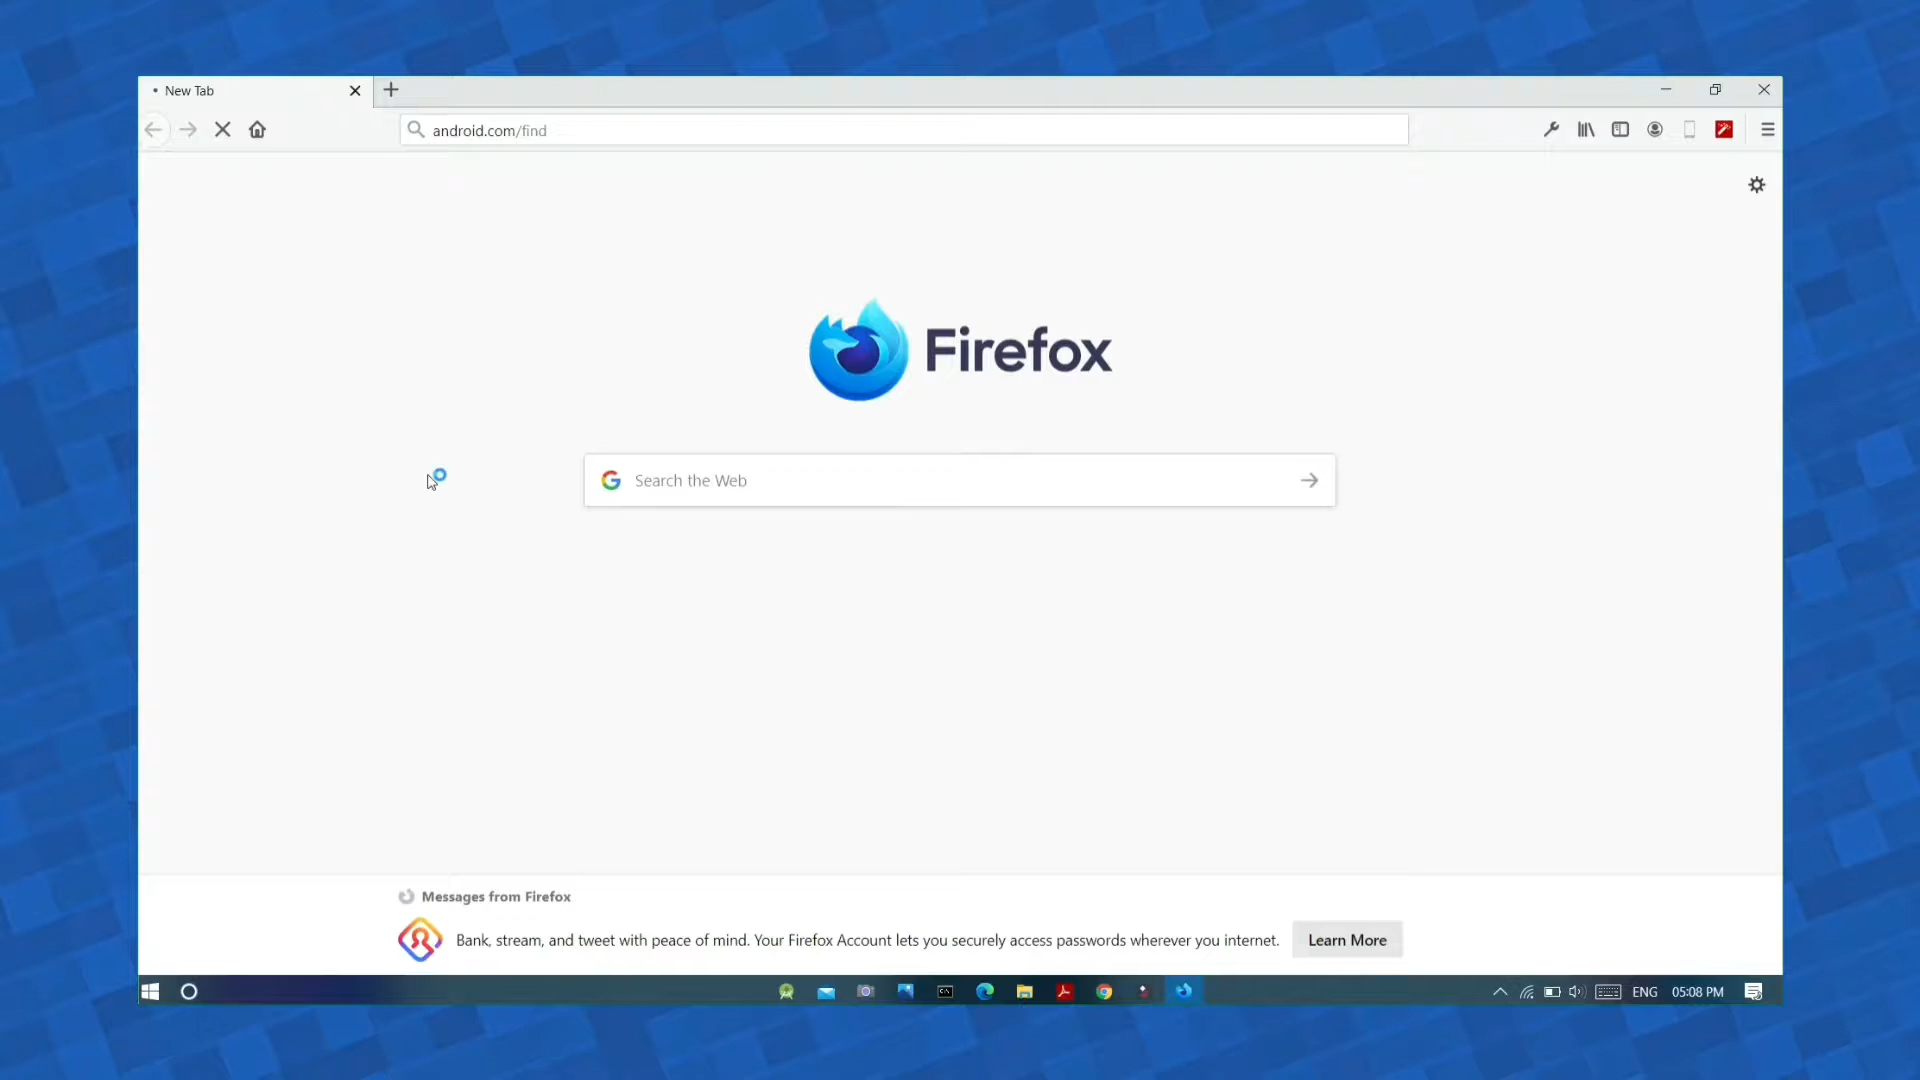 New Tab
android.com/find
Firefox
Search the Web
Messages from Firefox
Bank, stream, and tweet with peace of mind. Your Firefox Account lets you securely access passwords wherever you internet.
Learn More
ENG
05:08 PM